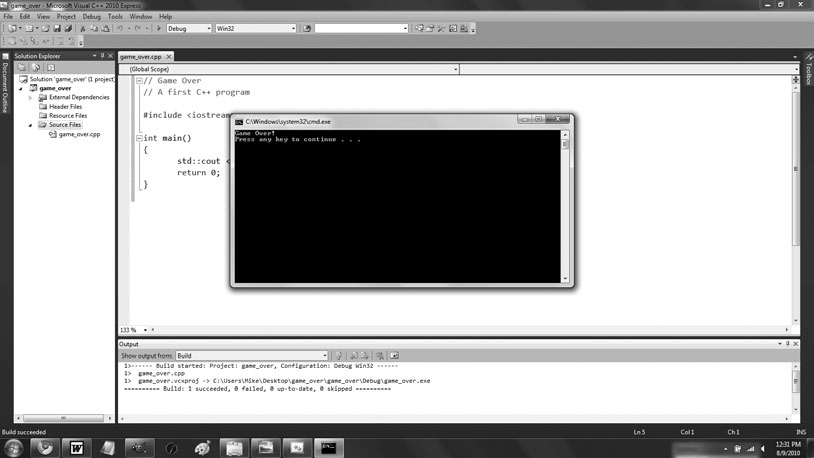 game_over - Microsoft Visual C++ 2010 Express
File Edit View Project Debug Tools Window Help
Debug Win32
Solution Explorer
game_over.cpp
Document Outline
Toolbox
(Global Scope)
Solution 'game_over' (1 project)
game_over
External Dependencies
Header Files
Resource Files
Source Files
game_over.cpp
// Game Over
// A first C++ program
#include <iostream
int main()
{
std::cout <
return 0;
}
C:\Windows\system32\cmd.exe
Game Over!
Press any key to continue . . .
133 %
Output
Show output from: Build
1>------ Build started: Project: game_over, Configuration: Debug Win32 ------
1> game_over.cpp
1> game_over.vcxproj -> C:\Users\Mike\Desktop\game_over\game_over\Debug\game_over.exe
========== Build: 1 succeeded, 0 failed, 0 up-to-date, 0 skipped ==========
Build succeeded
Ln 5 Col 1 Ch 1 INS
W
12:31 PM
8/9/2010